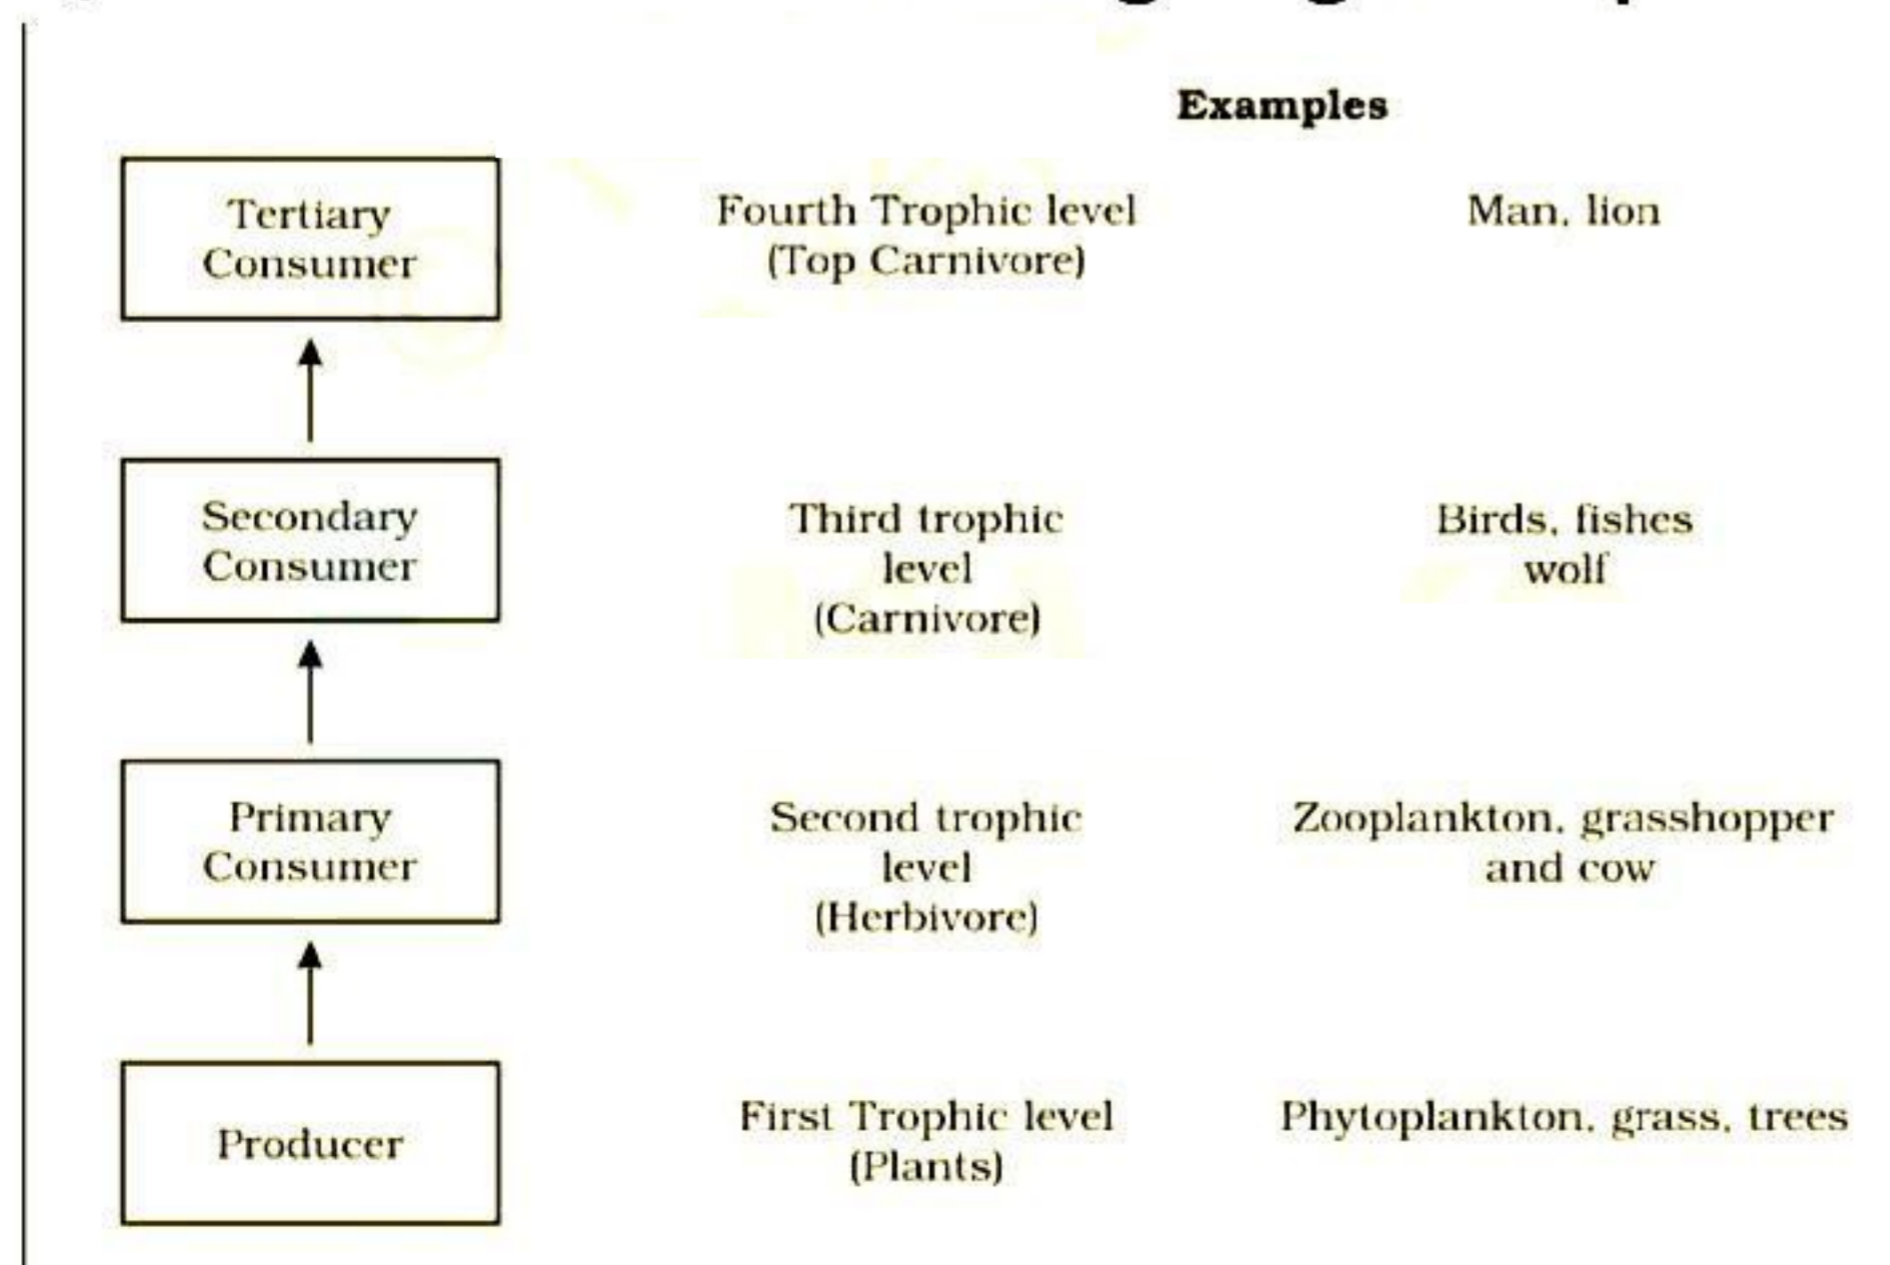 Examples
Tertiary
Consumer
Fourth Trophic level
(Top Carnivore)
Man, lion
Secondary
Consumer
Third trophic
level
(Carnivore)
Birds, fishes
wolf
Primary
Consumer
Second trophic
level
(Herbivore)
Zooplankton, grasshopper
and cow
Producer
First Trophic level
(Plants)
Phytoplankton, grass, trees